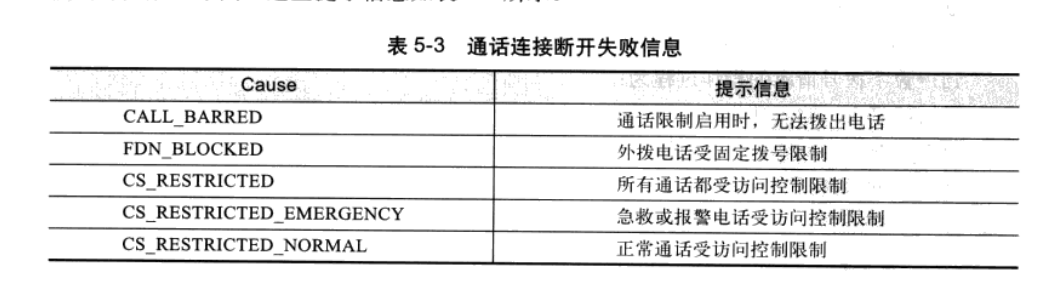 表 5-3 通话连接断开失败信息
Cause 提示信息
CALL_BARRED 通话限制启用时，无法拨出电话
FDN_BLOCKED 外拨电话受固定拨号限制
CS_RESTRICTED 所有通话都受访问控制限制
CS_RESTRICTED_EMERGENCY 急救或报警电话受访问控制限制
CS_RESTRICTED_NORMAL 正常通话受访问控制限制